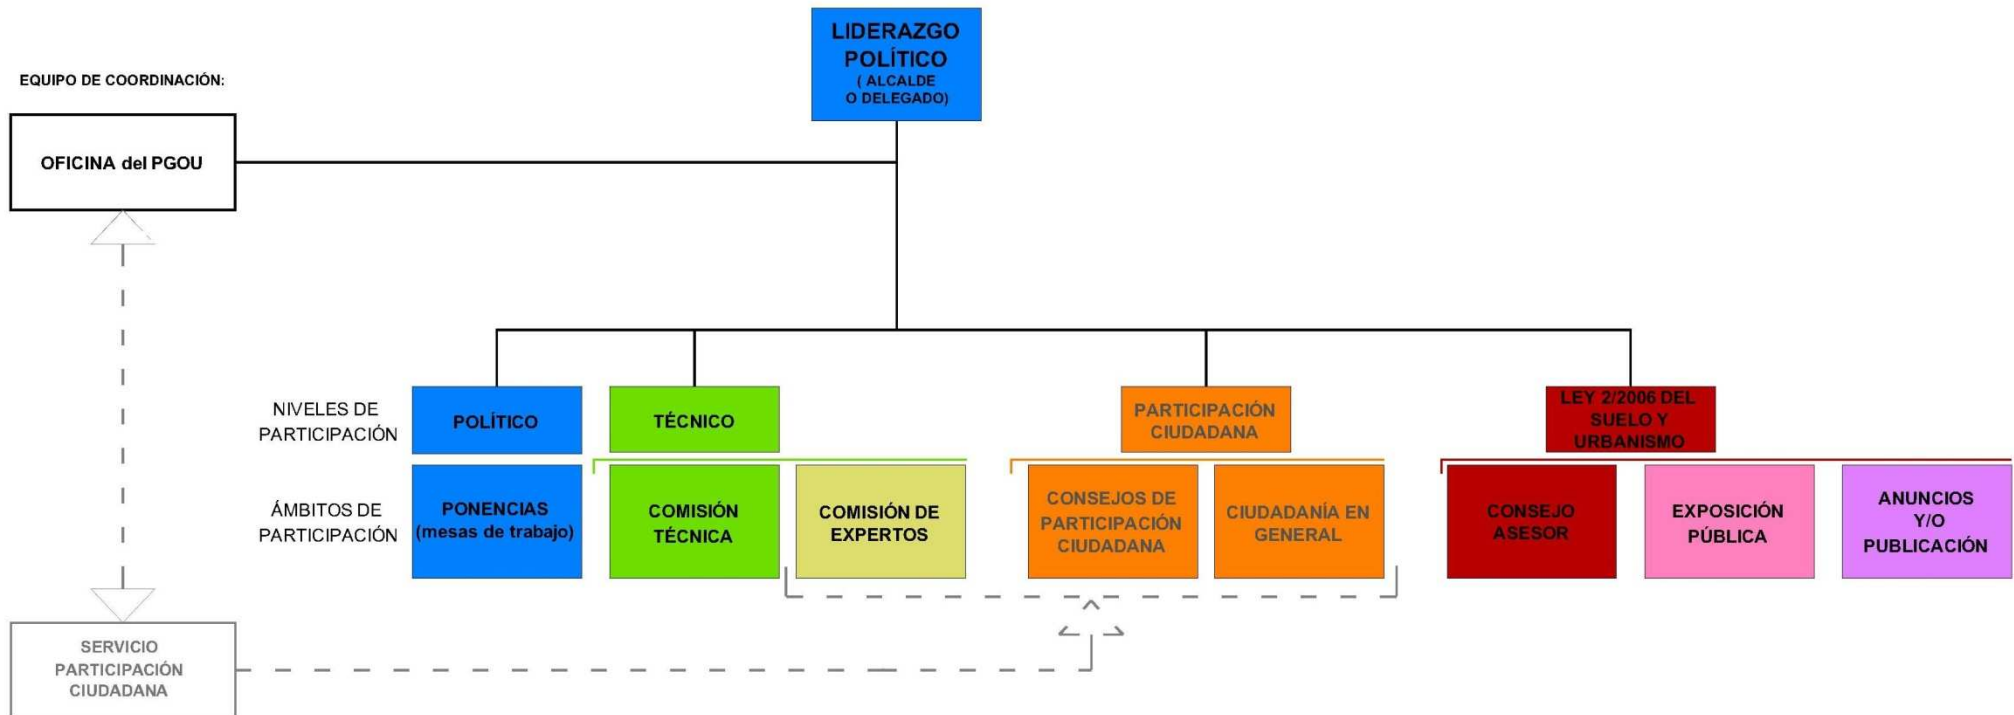 LIDERAZGO
POLÍTICO
( ALCALDE
O DELEGADO)
EQUIPO DE COORDINACIÓN:
OFICINA del PGOU
NIVELES DE
PARTICIPACIÓN
POLÍTICO
TÉCNICO
PARTICIPACIÓN
CIUDADANA
LEY 2/2006 DEL
SUELO Y
URBANISMO
ÁMBITOS DE
PARTICIPACIÓN
PONENCIAS
(mesas de trabajo)
COMISIÓN
TÉCNICA
COMISIÓN DE
EXPERTOS
CONSEJOS DE
PARTICIPACIÓN
CIUDADANA
CIUDADANÍA EN
GENERAL
CONSEJO
ASESOR
EXPOSICIÓN
PÚBLICA
ANUNCIOS
Y/O
PUBLICACIÓN
SERVICIO
PARTICIPACIÓN
CIUDADANA